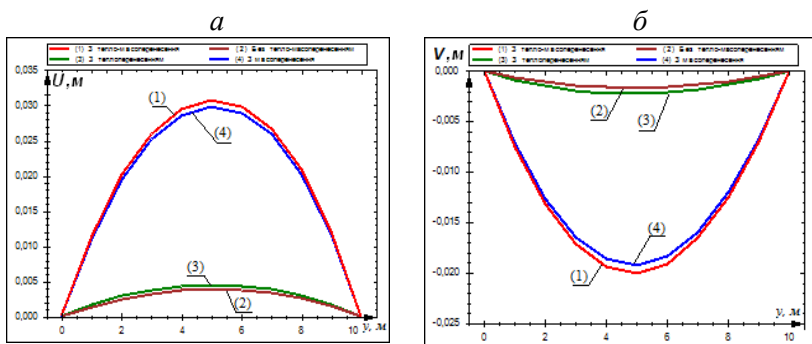 а б
(1) З тепло-масоперенесення (2) Без тепло-масоперенесенням
(3) З теплоперенесенням (4) З масоперенесення
(1) З тепло-масоперенесення (2) Без тепло-масоперенесення
(3) З теплоперенесенням (4) З масоперенесення
0,035
U,м
0,030
0,025
0,020
0,015
0,010
0,005
0,000
(1)
(4)
(3)
(2)
0 2 4 6 8 10
y, м
V,м
0,000
-0,005
-0,010
-0,015
-0,020
-0,025
(2)
(3)
(4)
(1)
0 2 4 6 8 10
y, м